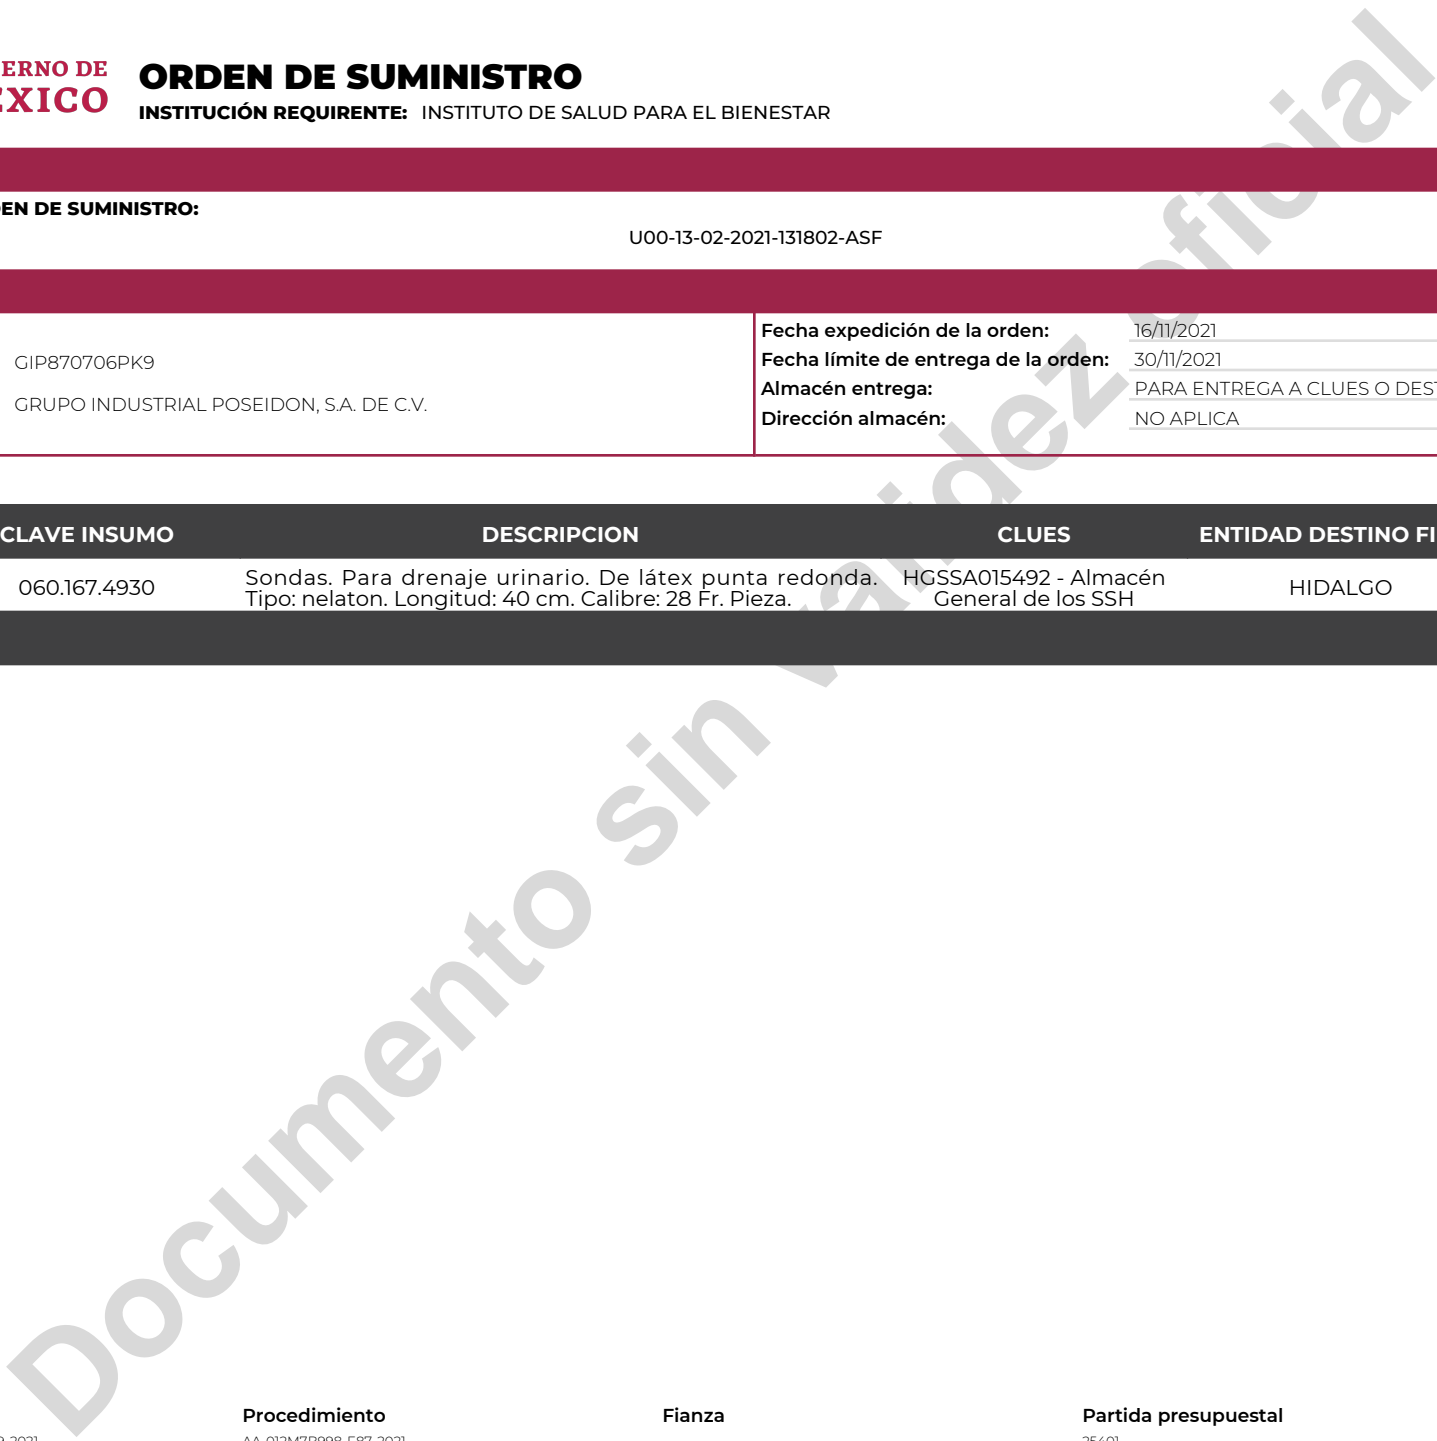 ERNO DE
XICO
ORDEN DE SUMINISTRO
INSTITUCIÓN REQUIRENTE: INSTITUTO DE SALUD PARA EL BIENESTAR
EN DE SUMINISTRO:
U00-13-02-2021-131802-ASF
GIP870706PK9
GRUPO INDUSTRIAL POSEIDON, S.A. DE C.V.
Fecha expedición de la orden: 16/11/2021
Fecha límite de entrega de la orden: 30/11/2021
Almacén entrega: PARA ENTREGA A CLUES O DEST
Dirección almacén: NO APLICA
CLAVE INSUMO DESCRIPCION CLUES ENTIDAD DESTINO FI
060.167.4930 Sondas. Para drenaje urinario. De látex punta redonda. HGSSA015492 - Almacén HIDALGO
Tipo: nelaton. Longitud: 40 cm. Calibre: 28 Fr. Pieza. General de los SSH
Documento sin validez oficial
Procedimiento Fianza Partida presupuestal